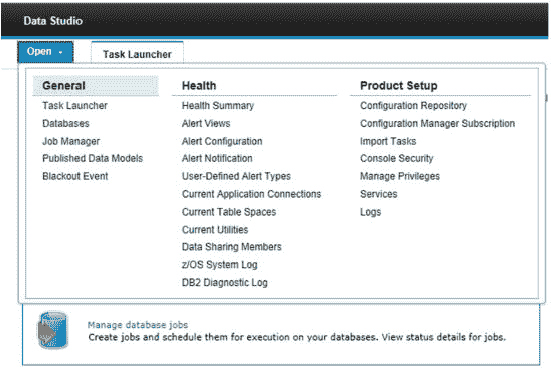 Data Studio
Open
Task Launcher
General
Task Launcher
Databases
Job Manager
Published Data Models
Blackout Event
Health
Health Summary
Alert Views
Alert Configuration
Alert Notification
User-Defined Alert Types
Current Application Connections
Current Table Spaces
Current Utilities
Data Sharing Members
z/OS System Log
DB2 Diagnostic Log
Product Setup
Configuration Repository
Configuration Manager Subscription
Import Tasks
Console Security
Manage Privileges
Services
Logs
Manage database jobs
Create jobs and schedule them for execution on your databases. View status details for jobs.